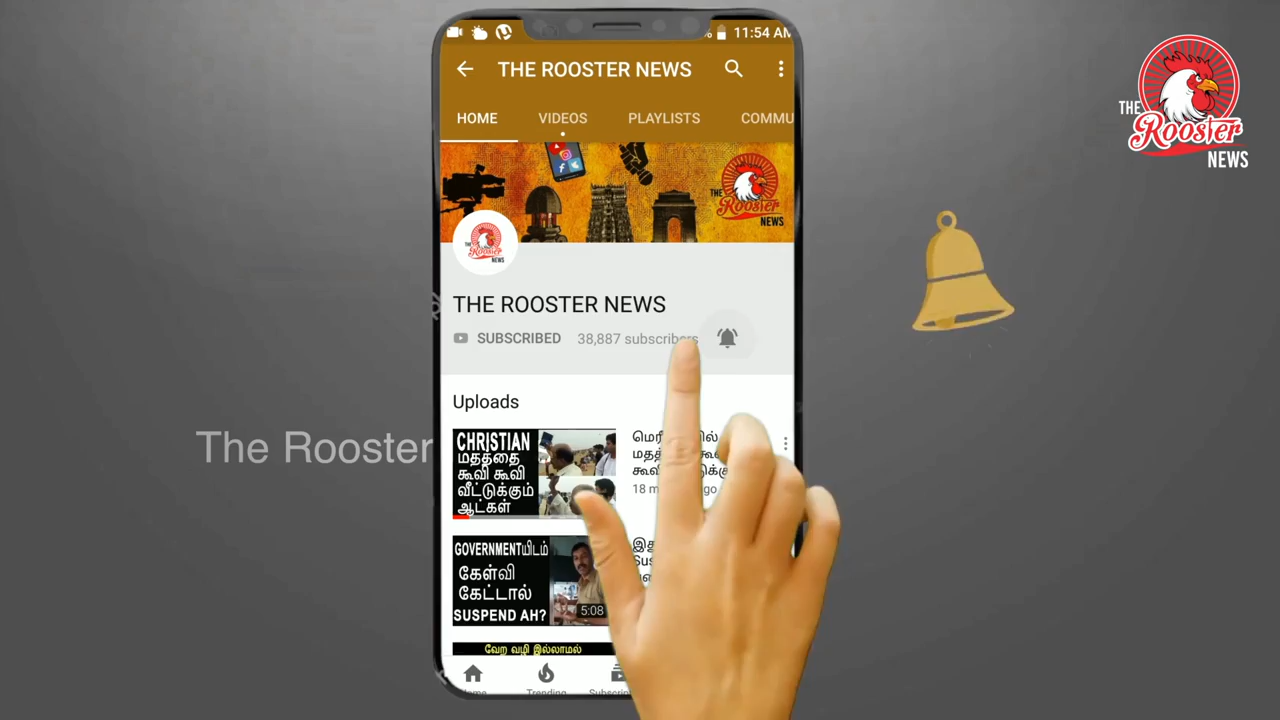 11:54 AM
THE ROOSTER NEWS
HOME VIDEOS PLAYLISTS COMMU
THE
Rooster
NEWS
THE
Rooster
NEWS
THE ROOSTER NEWS
SUBSCRIBED 38,887 subscribers
Uploads
The Rooster
CHRISTIAN
மதத்தை
கூவி கூவி
வீட்டுக்கும்
ஆட்கள்
18
GOVERNMENTயிடம்
கேள்வி
கேட்டால்
SUSPEND AH?
5:08
வேற வழி இல்லாமல்
Trending